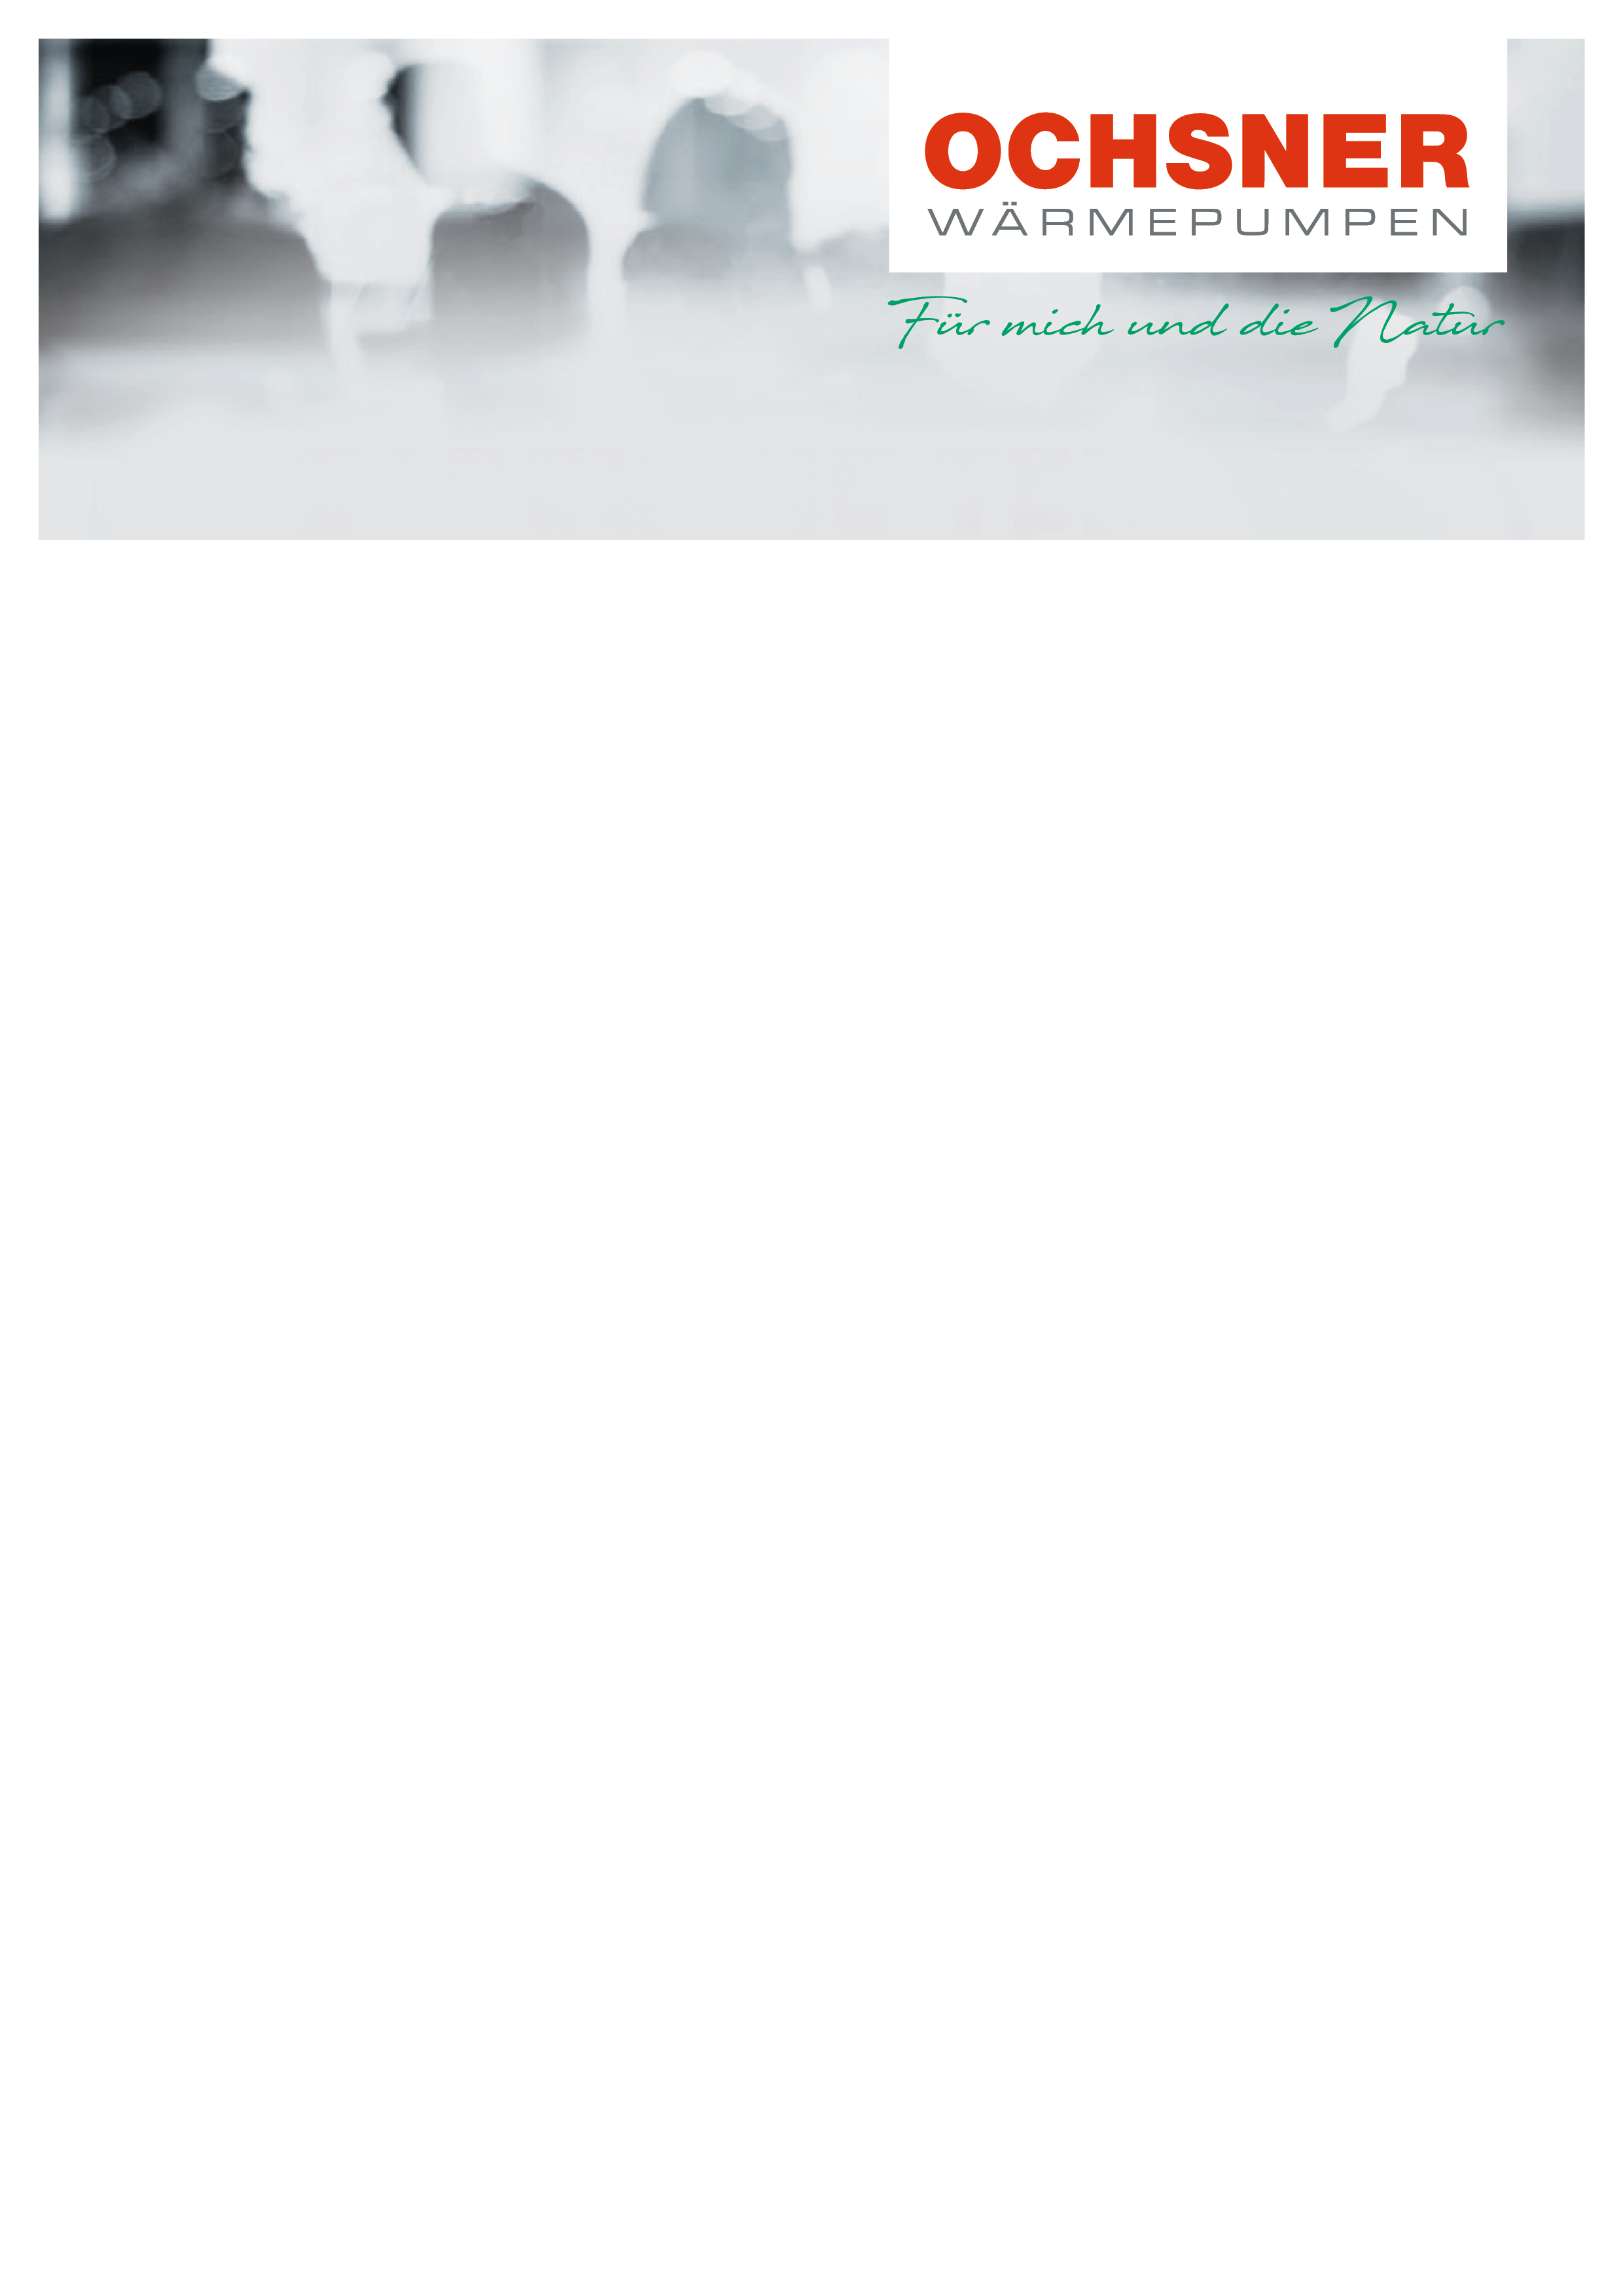 OCHSNER
WÄRMEPUMPEN
Für mich und die Natur